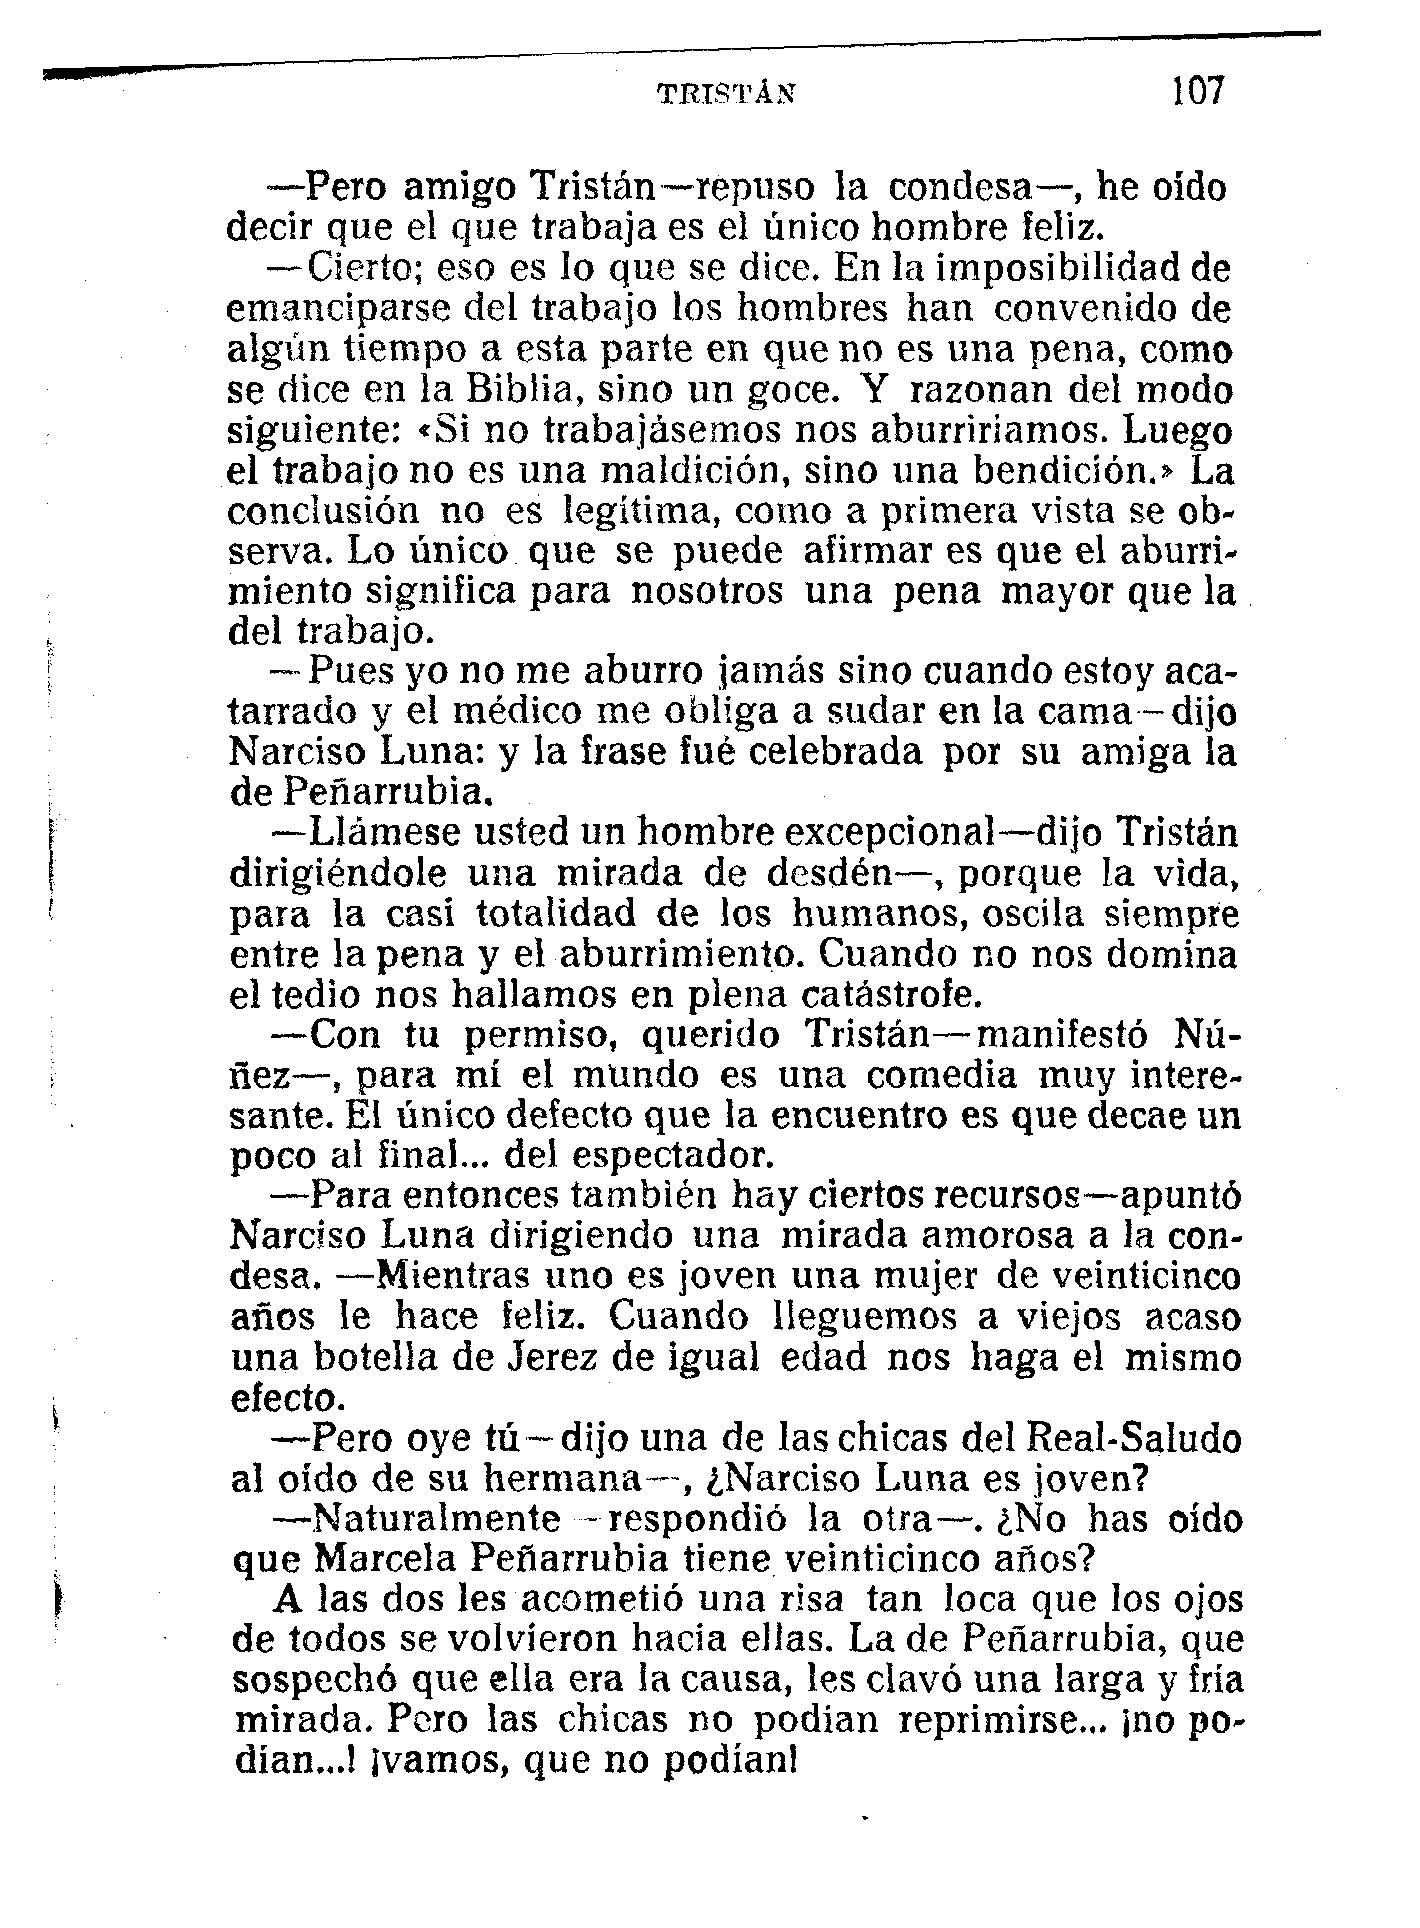 TRISTÁN 107
—Pero amigo Tristán—repuso la condesa—, he oído
decir que el que trabaja es el único hombre feliz.
—Cierto; eso es lo que se dice. En la imposibilidad de
emanciparse del trabajo los hombres han convenido de
algún tiempo a esta parte en que no es una pena, como
se dice en la Biblia, sino un goce. Y razonan del modo
siguiente: «Si no trabajásemos nos aburriríamos. Luego
el trabajo no es una maldición, sino una bendición.» La
conclusión no es legítima, como a primera vista se ob-
serva. Lo único que se puede afirmar es que el aburri-
miento significa para nosotros una pena mayor que la
del trabajo.
—Pues yo no me aburro jamás sino cuando estoy aca-
tarrado y el médico me obliga a sudar en la cama—dijo
Narciso Luna: y la frase fué celebrada por su amiga la
de Peñarrubia.
—Llámese usted un hombre excepcional—dijo Tristán
dirigiéndole una mirada de desdén—, porque la vida,
para la casi totalidad de los humanos, oscila siempre
entre la pena y el aburrimiento. Cuando no nos domina
el tedio nos hallamos en plena catástrofe.
—Con tu permiso, querido Tristán—manifestó Nú-
ñez—, para mí el mundo es una comedia muy intere-
sante. El único defecto que la encuentro es que decae un
poco al final... del espectador.
—Para entonces también hay ciertos recursos—apuntó
Narciso Luna dirigiendo una mirada amorosa a la con-
desa. —Mientras uno es joven una mujer de veinticinco
años le hace feliz. Cuando lleguemos a viejos acaso
una botella de Jerez de igual edad nos haga el mismo
efecto.
—Pero oye tú—dijo una de las chicas del Real-Saludo
al oído de su hermana—, ¿Narciso Luna es joven?
—Naturalmente—respondió la otra—. ¿No has oído
que Marcela Peñarrubia tiene veinticinco años?
A las dos les acometió una risa tan loca que los ojos
de todos se volvieron hacia ellas. La de Peñarrubia, que
sospechó que ella era la causa, les clavó una larga y fría
mirada. Pero las chicas no podian reprimirse... ¡no po-
dían...! ¡vamos, que no podían!